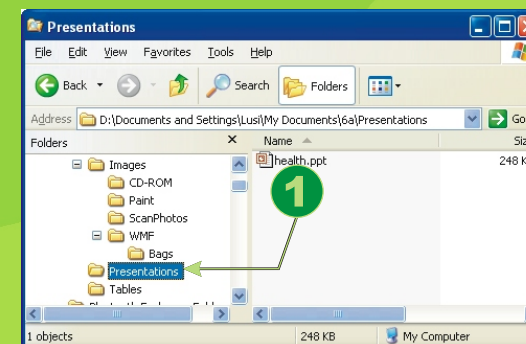 Presentations
File Edit View Favorites Tools Help
Back Search Folders
Address D:\Documents and Settings\Lusi\My Documents\6a\Presentations Go
Folders × Name Siz
Images health.ppt 248 K
CD-ROM
Paint
ScanPhotos
WMF
Bags
Presentations
Tables
1
1 objects 248 KB My Computer